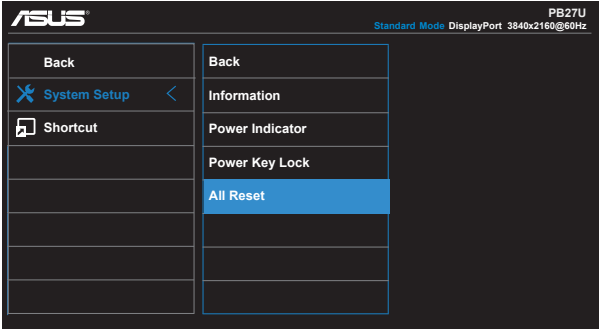 ASUS
PB27U
Standard Mode DisplayPort 3840x2160@60Hz
Back
System Setup
Shortcut
Back
Information
Power Indicator
Power Key Lock
All Reset